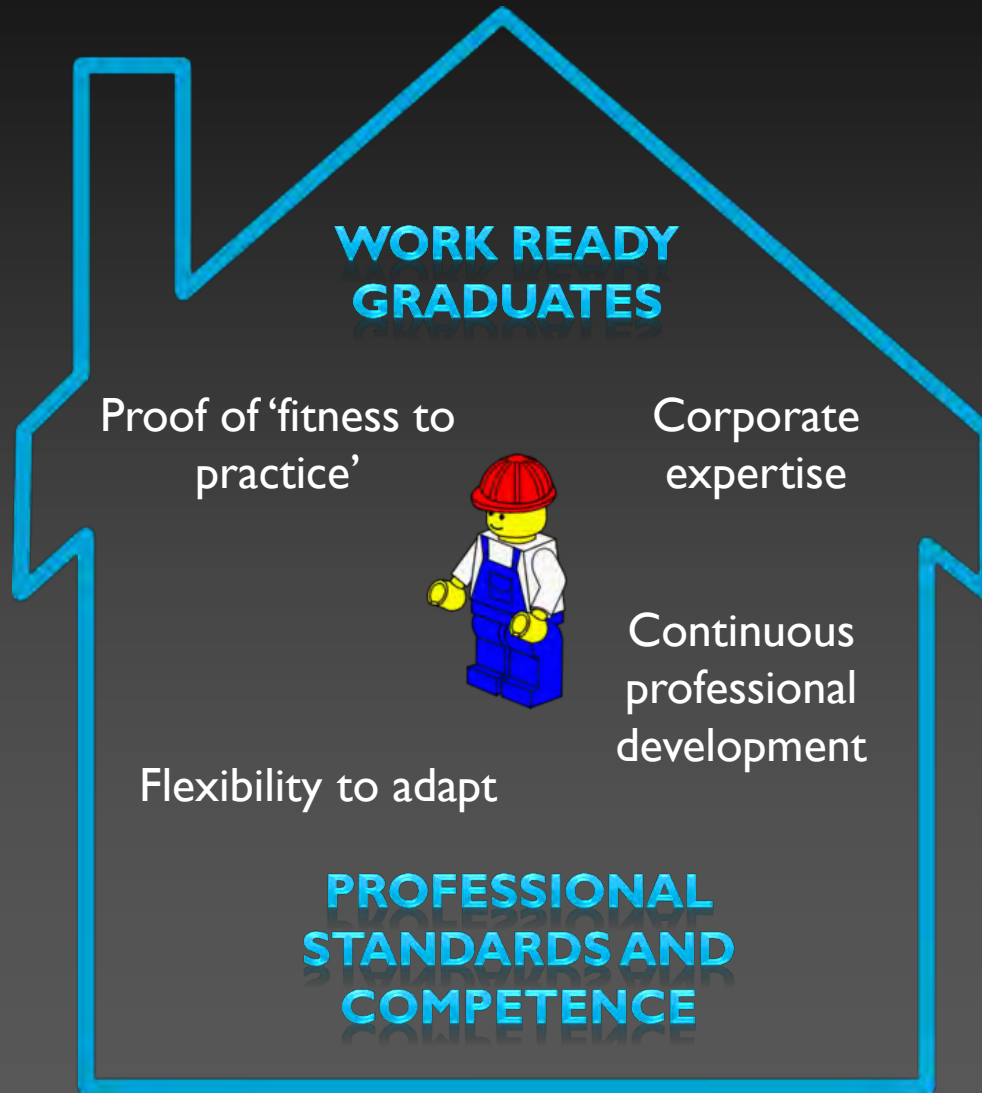 WORK READY
GRADUATES
Proof of ‘fitness to
practice’
Corporate
expertise
Continuous
professional
development
Flexibility to adapt
PROFESSIONAL
STANDARDS AND
COMPETENCE